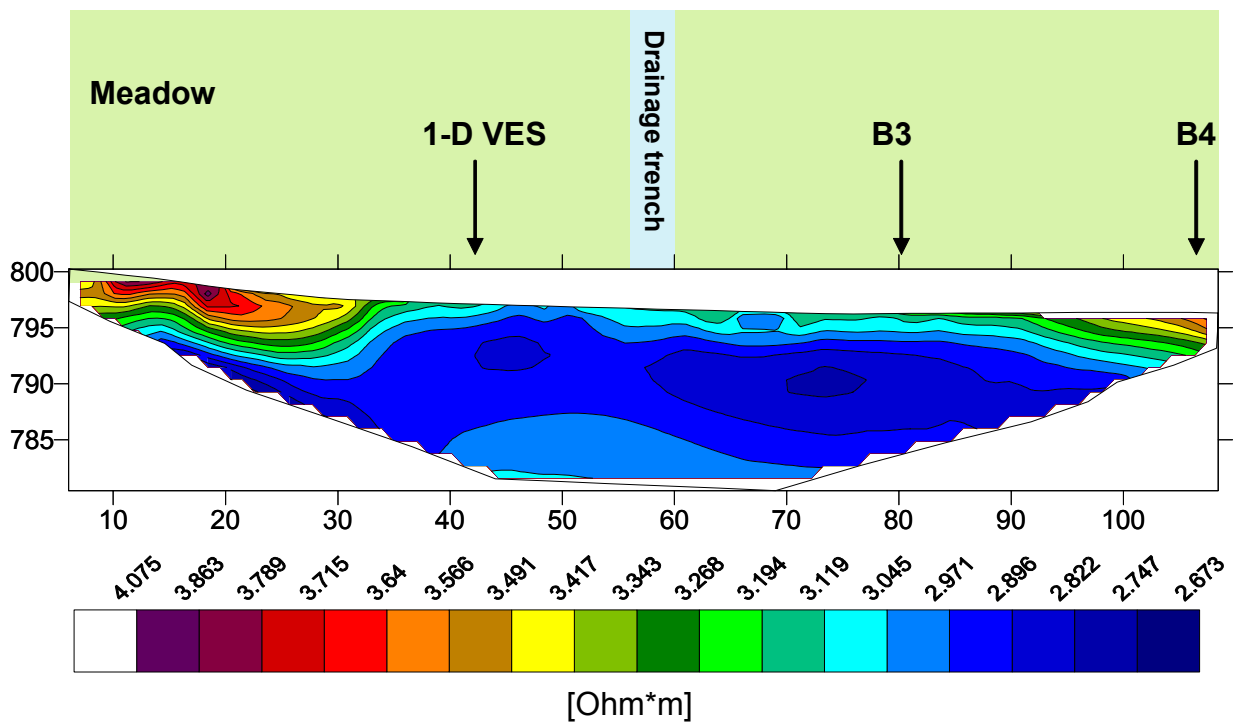 Meadow
Drainage trench
1-D VES
B3
B4
800
795
790
785
10 20 30 40 50 60 70 80 90 100
4.075 3.863 3.789 3.715 3.64 3.566 3.491 3.417 3.343 3.268 3.194 3.119 3.045 2.971 2.896 2.822 2.747 2.673
[Ohm*m]